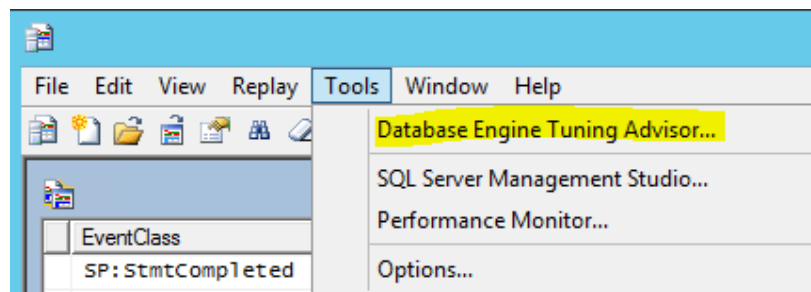 File Edit View Replay Tools Window Help
Database Engine Tuning Advisor...
SQL Server Management Studio...
Performance Monitor...
EventClass
SP:StmtCompleted
Options...